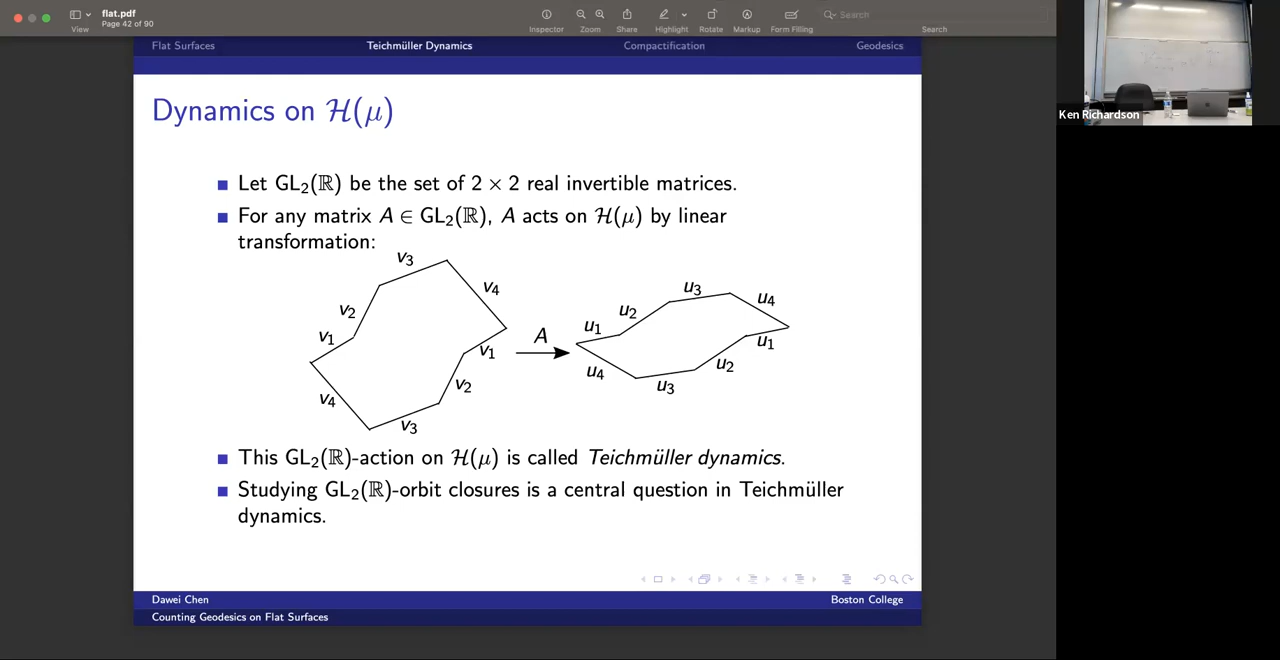 flat.pdf
Page 42 of 90
View
Inspector
Zoom
Share
Highlight
Rotate
Markup
Form Filling
Search
Search
Ken Richardson
Flat Surfaces
Teichmüller Dynamics
Compactification
Geodesics
Dynamics on ℋ(μ)
Let GL₂(ℝ) be the set of 2 × 2 real invertible matrices.
For any matrix A ∈ GL₂(ℝ), A acts on ℋ(μ) by linear
transformation:
v₃
v₄
v₂
v₁
v₁
v₂
v₄
v₃
A
u₃
u₄
u₂
u₁
u₁
u₂
u₄
u₃
This GL₂(ℝ)-action on ℋ(μ) is called Teichmüller dynamics.
Studying GL₂(ℝ)-orbit closures is a central question in Teichmüller
dynamics.
Dawei Chen
Boston College
Counting Geodesics on Flat Surfaces